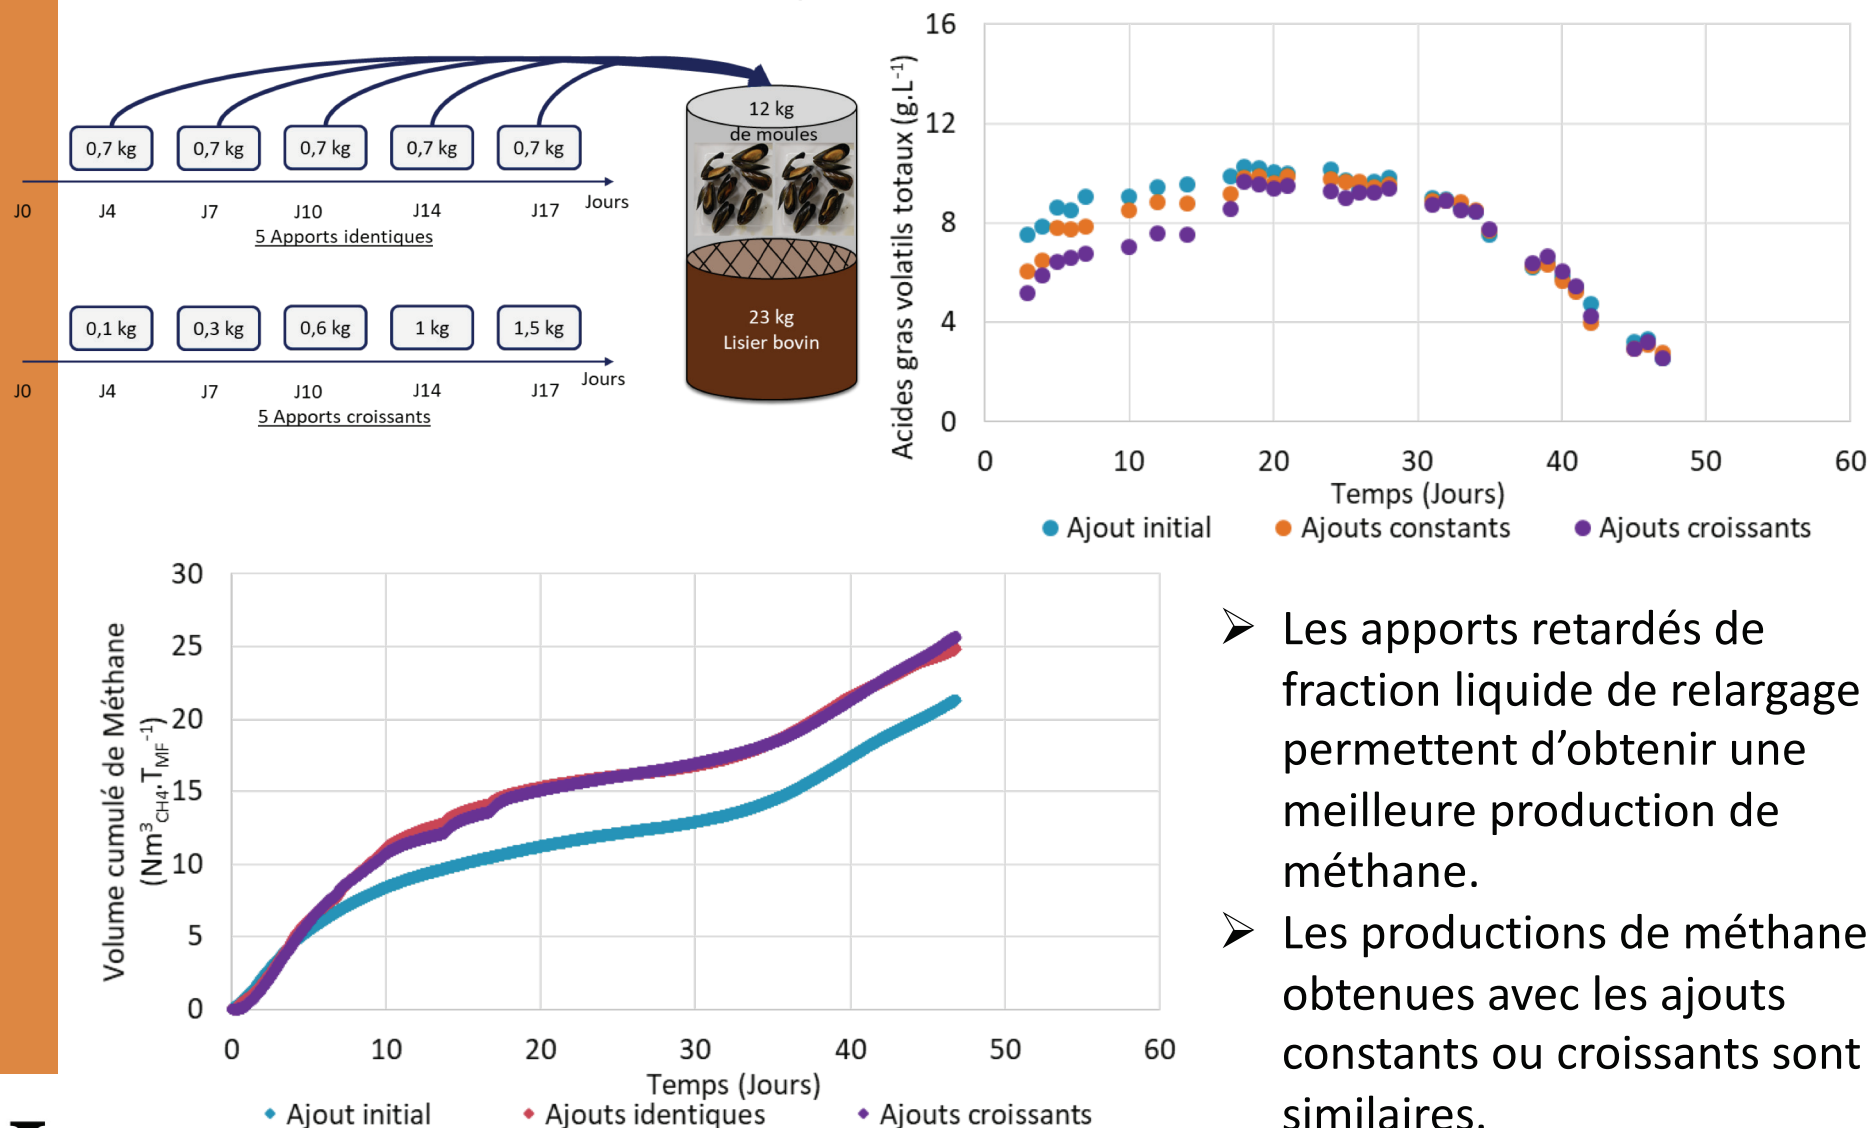 0,7 kg 0,7 kg 0,7 kg 0,7 kg 0,7 kg
J0 J4 J7 J10 J14 J17 Jours
5 Apports identiques
0,1 kg 0,3 kg 0,6 kg 1 kg 1,5 kg
J0 J4 J7 J10 J14 J17 Jours
5 Apports croissants
12 kg
de moules
23 kg
Lisier bovin
Acides gras volatils totaux (g.L⁻¹)
16
12
8
4
0
0 10 20 30 40 50 60
Temps (Jours)
Ajout initial Ajouts constants Ajouts croissants
Volume cumulé de Méthane
(Nm³CH4.TMF⁻¹)
30
25
20
15
10
5
0
0 10 20 30 40 50 60
Temps (Jours)
Ajout initial Ajouts identiques Ajouts croissants
➢ Les apports retardés de
fraction liquide de relargage
permettent d’obtenir une
meilleure production de
méthane.
➢ Les productions de méthane
obtenues avec les ajouts
constants ou croissants sont
similaires.